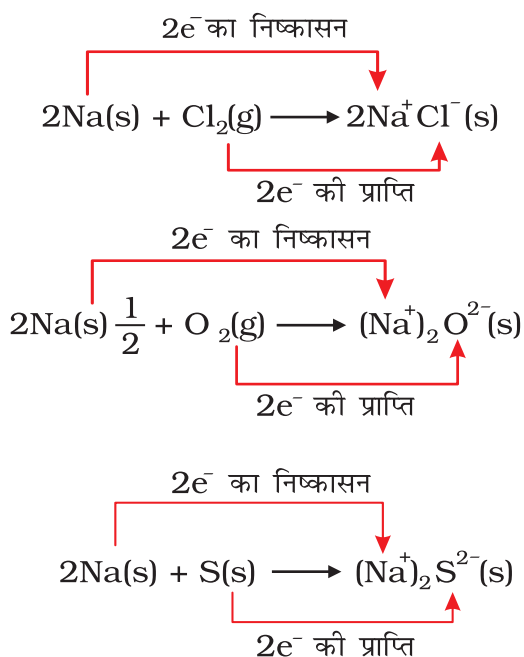 2e⁻ का निष्कासन
2Na(s) + Cl₂(g) ⟶ 2Na⁺Cl⁻(s)
2e⁻ की प्राप्ति
2e⁻ का निष्कासन
2Na(s) 1/2 + O₂(g) ⟶ (Na⁺)₂O²⁻(s)
2e⁻ की प्राप्ति
2e⁻ का निष्कासन
2Na(s) + S(s) ⟶ (Na⁺)₂S²⁻(s)
2e⁻ की प्राप्ति